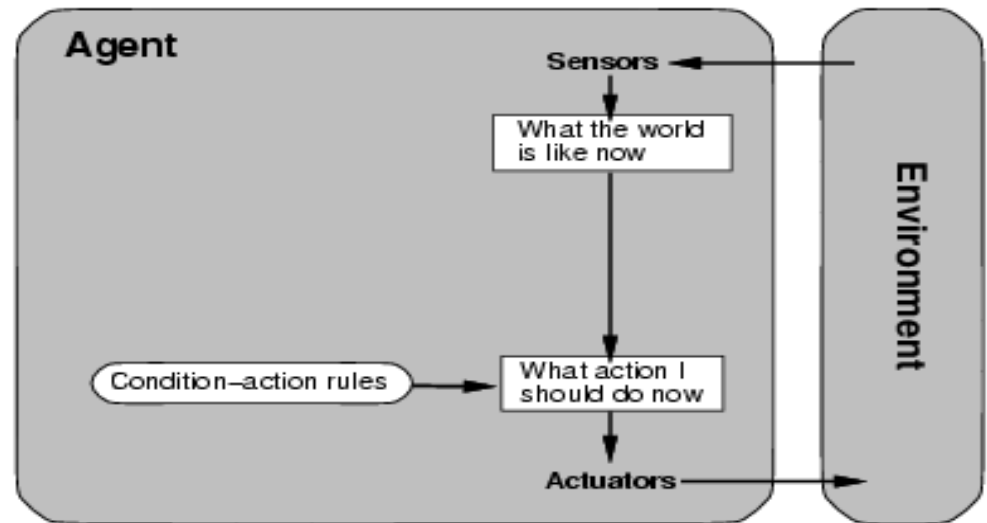 Agent
Sensors
What the world
is like now
Environment
Condition–action rules
What action I
should do now
Actuators